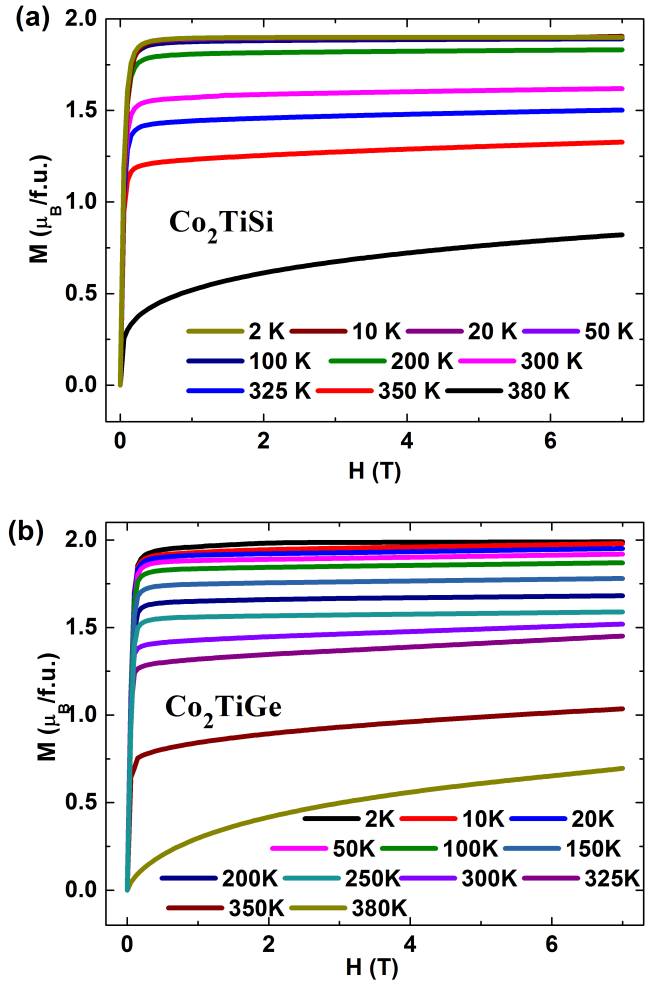 (a)
2.0
1.5
1.0
0.5
0.0
M (μB/f.u.)
Co2TiSi
2 K 10 K 20 K 50 K
100 K 200 K 300 K
325 K 350 K 380 K
0 2 4 6
H (T)
(b)
2.0
1.5
1.0
0.5
0.0
M (μB/f.u.)
Co2TiGe
2K 10K 20K
50K 100K 150K
200K 250K 300K 325K
350K 380K
0 2 4 6
H (T)